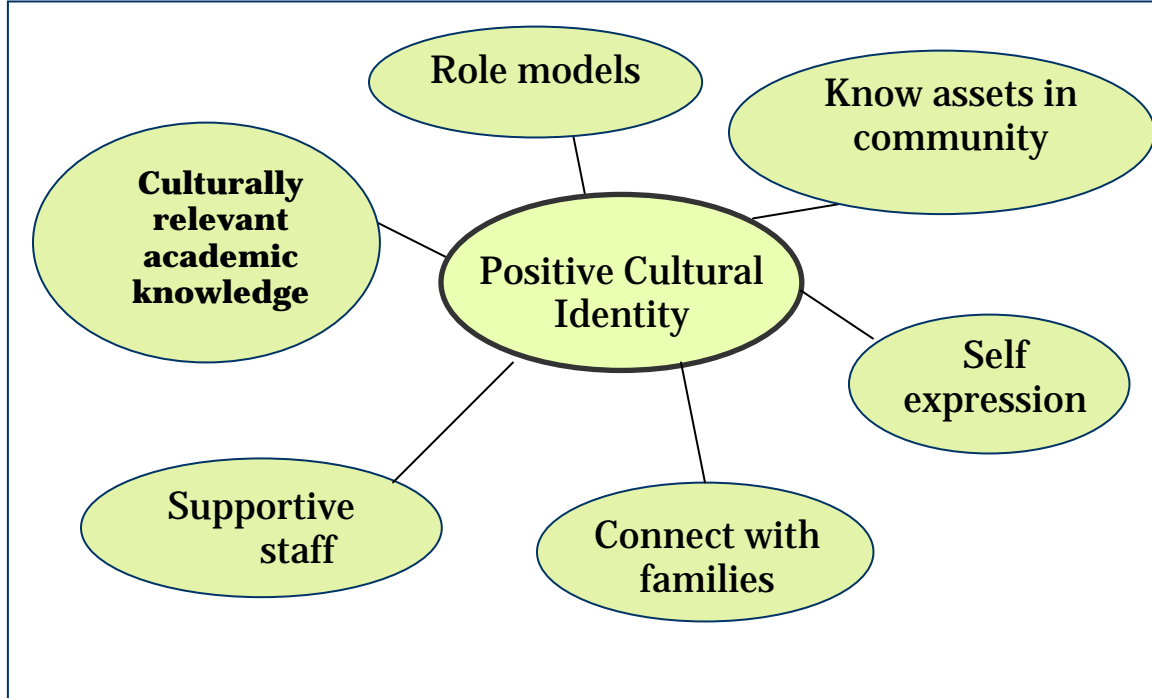 Role models
Know assets in
community
Culturally
relevant
academic
knowledge
Positive Cultural
Identity
Self
expression
Supportive
staff
Connect with
families